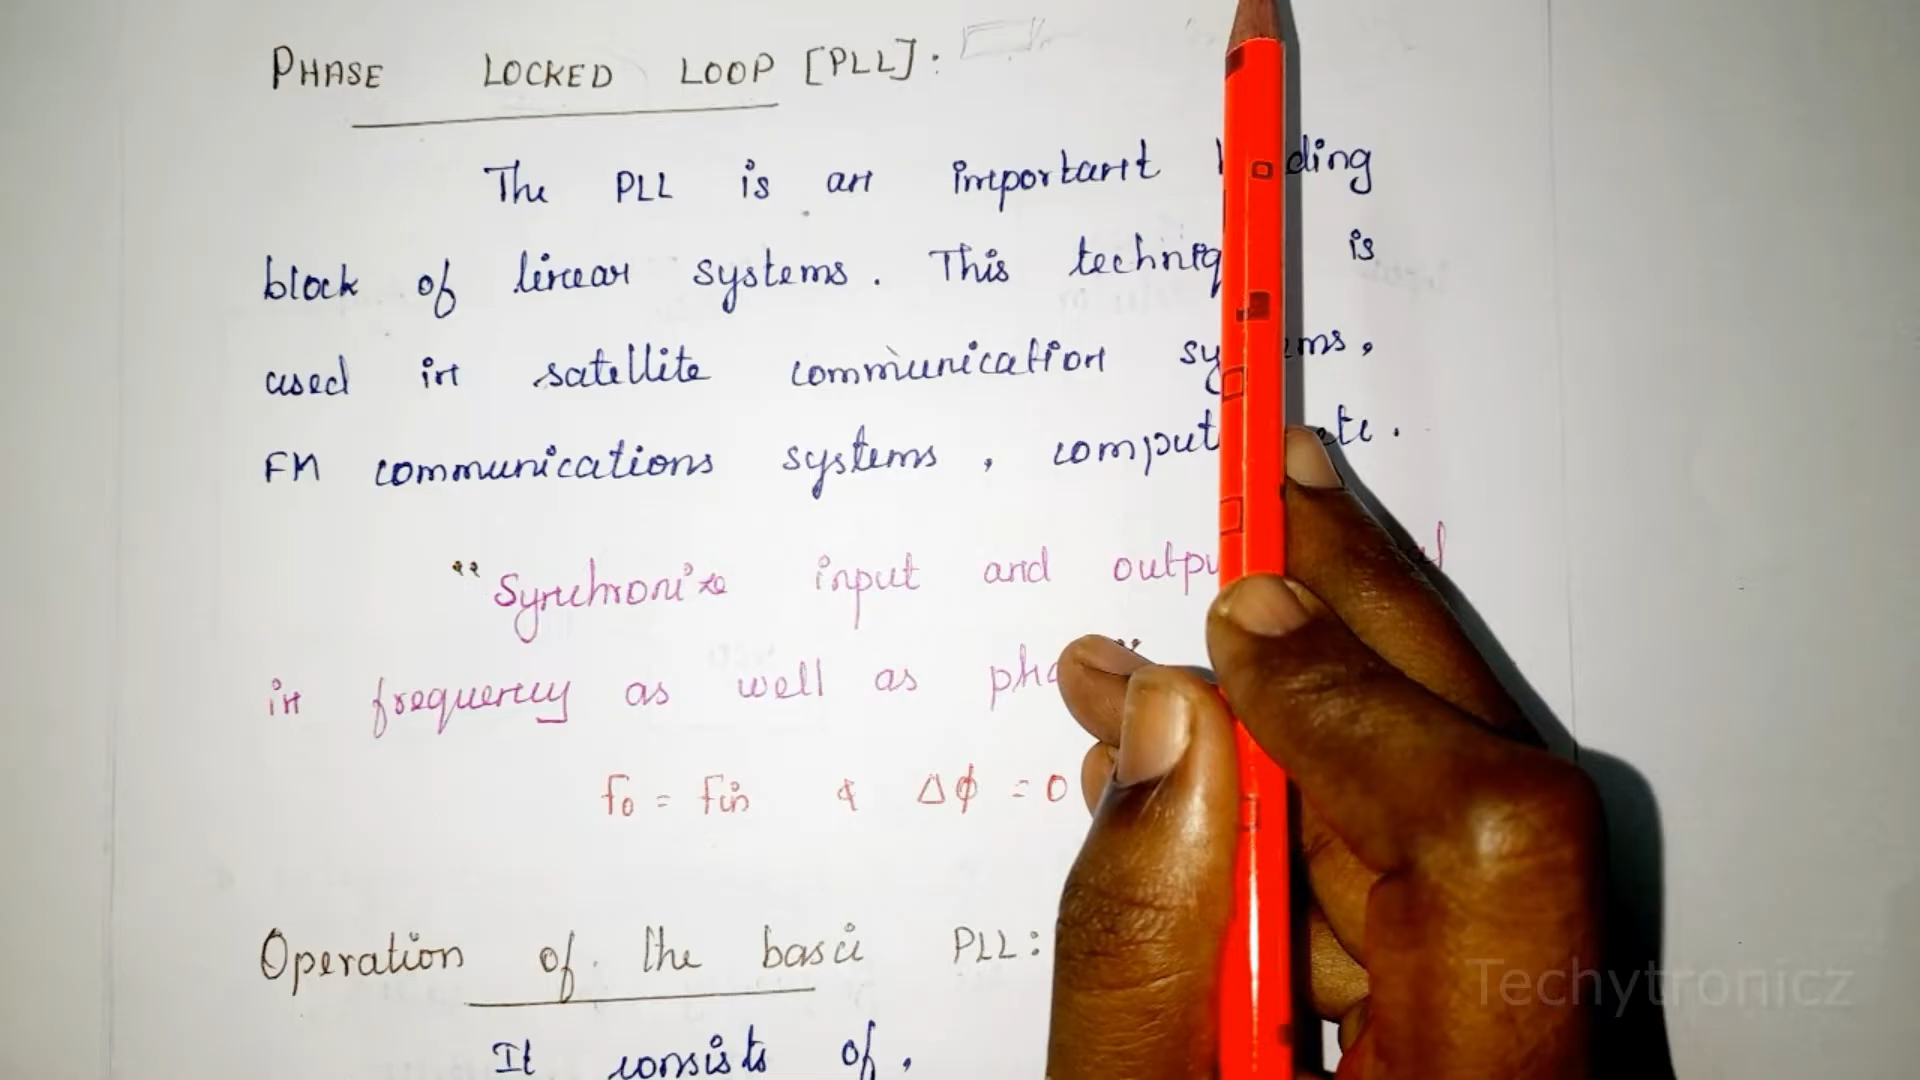 PHASE LOCKED LOOP [PLL]:
The PLL is an important
block of linear systems. This is
used in satellite communication
FM communications systems, etc.
"Synchronize input and
in frequency as well as
fo = fin & Δϕ = 0
Operation of the basic PLL:
It consists of,
Techytronicz